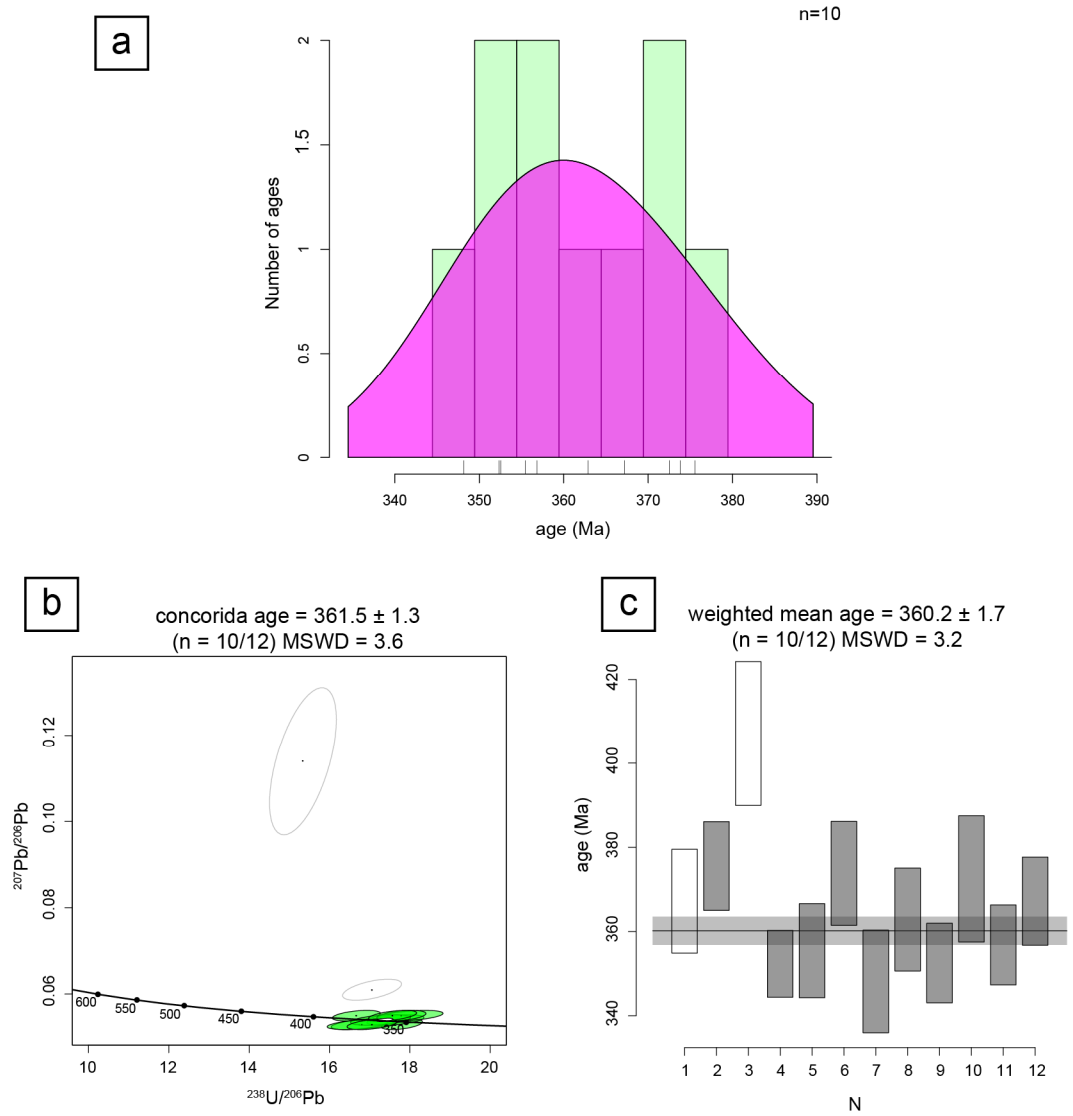 a
n=10
2
1.5
1
0.5
0
Number of ages
340 350 360 370 380 390
age (Ma)
b
concorida age = 361.5 ± 1.3
(n = 10/12) MSWD = 3.6
0.12
0.10
0.08
0.06
²⁰⁷Pb/²⁰⁶Pb
600 550 500 450 400 350
10 12 14 16 18 20
²³⁸U/²⁰⁶Pb
c
weighted mean age = 360.2 ± 1.7
(n = 10/12) MSWD = 3.2
420
400
380
360
340
age (Ma)
1 2 3 4 5 6 7 8 9 10 11 12
N